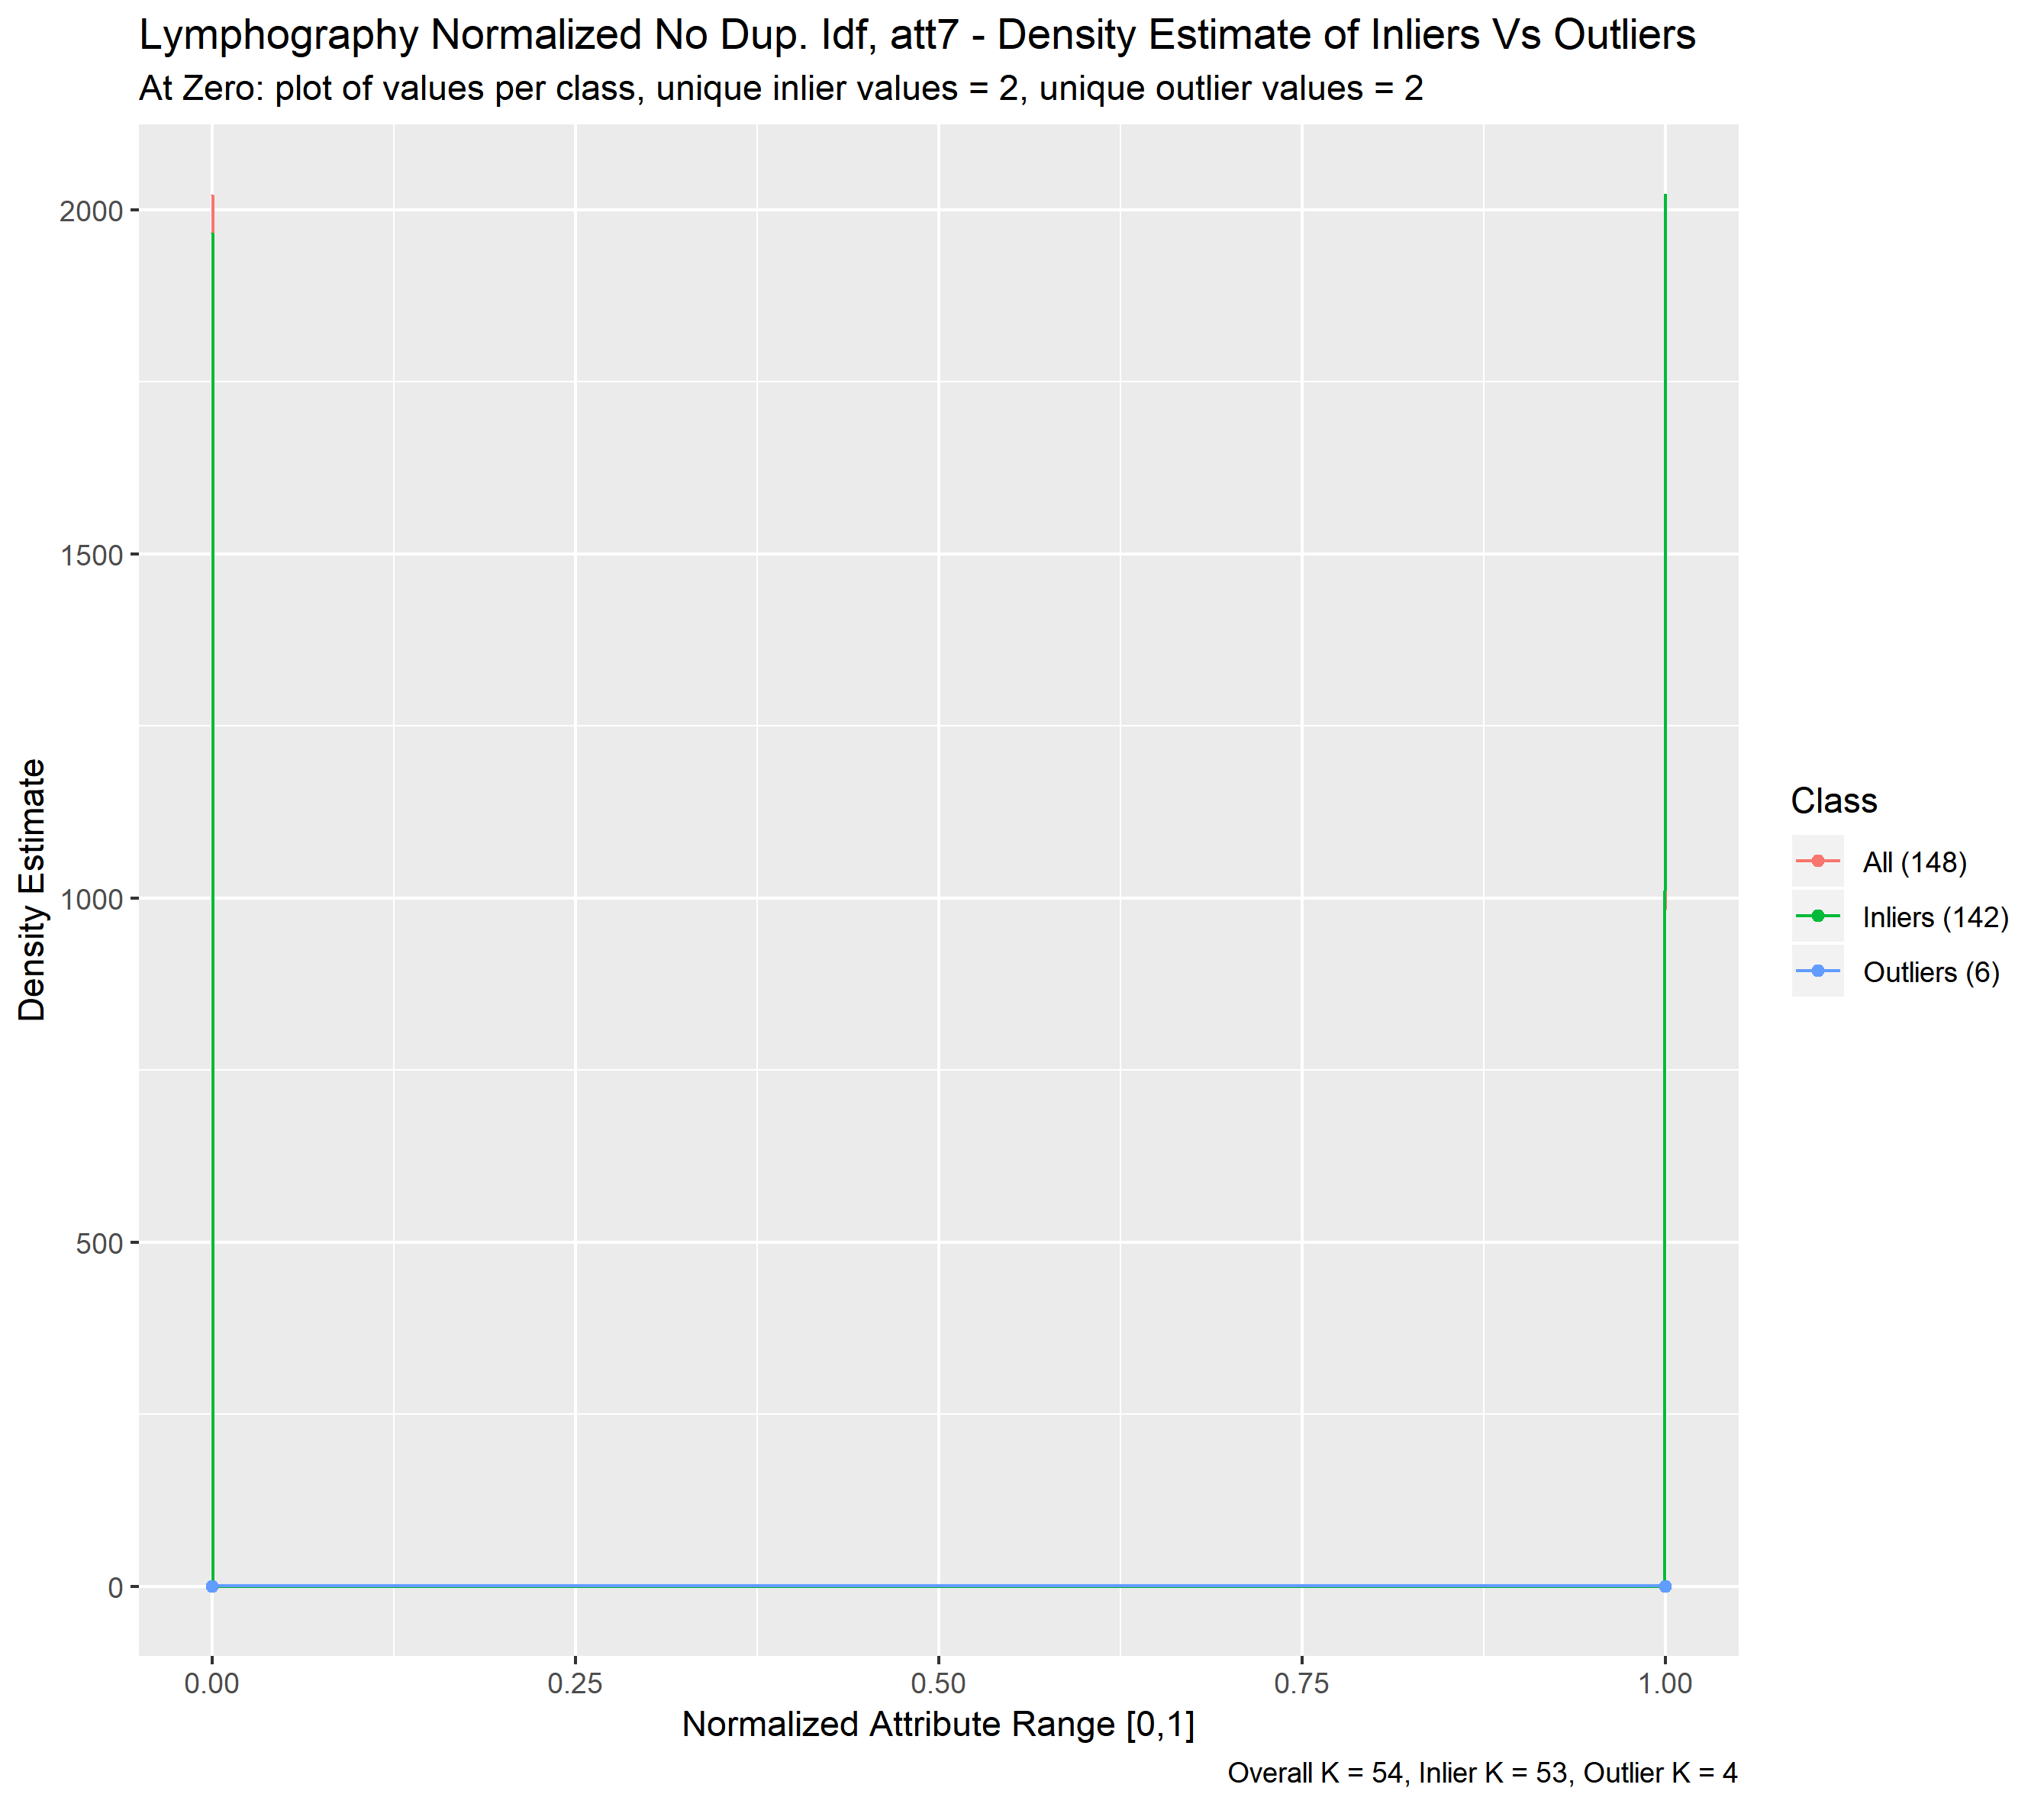 Lymphography Normalized No Dup. Idf, att7 - Density Estimate of Inliers Vs Outliers
At Zero: plot of values per class, unique inlier values = 2, unique outlier values = 2
Density Estimate
2000
1500
1000
500
0
0.00
0.25
0.50
0.75
1.00
Normalized Attribute Range [0,1]
Class
All (148)
Inliers (142)
Outliers (6)
Overall K = 54, Inlier K = 53, Outlier K = 4